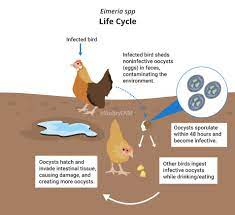 Eimeria spp
Life Cycle
Infected bird
Infected bird sheds
noninfective oocysts
(eggs) in feces,
contaminating the
environment.
Oocysts sporulate
within 48 hours and
become infective.
Oocysts hatch and
invade intestinal tissue,
causing damage, and
creating more oocysts.
Other birds ingest
infective oocysts
while drinking/eating